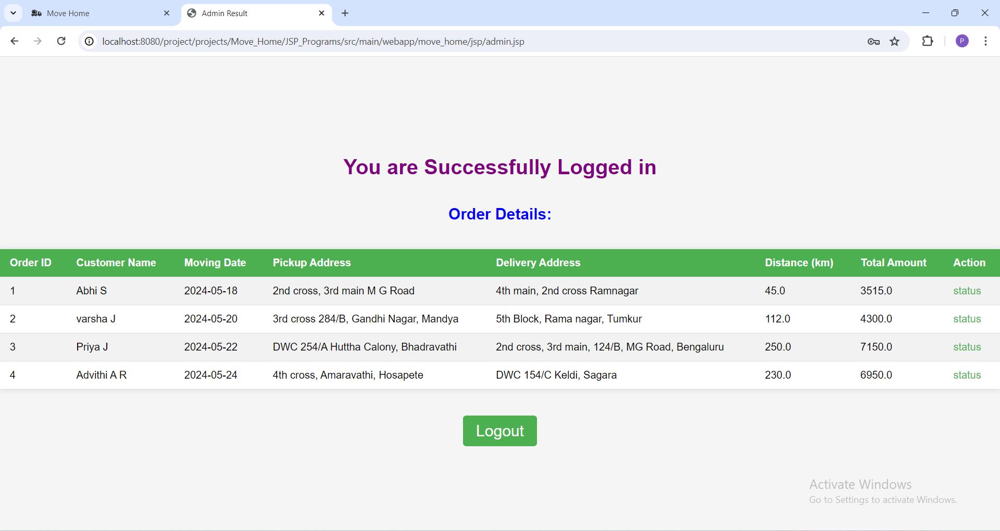 Move Home
Admin Result
localhost:8080/project/projects/Move_Home/JSP_Programs/src/main/webapp/move_home/jsp/admin.jsp
P
You are Successfully Logged in
Order Details:
Order ID Customer Name Moving Date Pickup Address Delivery Address Distance (km) Total Amount Action
1 Abhi S 2024-05-18 2nd cross, 3rd main M G Road 4th main, 2nd cross Ramnagar 45.0 3515.0 status
2 varsha J 2024-05-20 3rd cross 284/B, Gandhi Nagar, Mandya 5th Block, Rama nagar, Tumkur 112.0 4300.0 status
3 Priya J 2024-05-22 DWC 254/A Huttha Calony, Bhadravathi 2nd cross, 3rd main, 124/B, MG Road, Bengaluru 250.0 7150.0 status
4 Advithi A R 2024-05-24 4th cross, Amaravathi, Hosapete DWC 154/C Keldi, Sagara 230.0 6950.0 status
Logout
Activate Windows
Go to Settings to activate Windows.